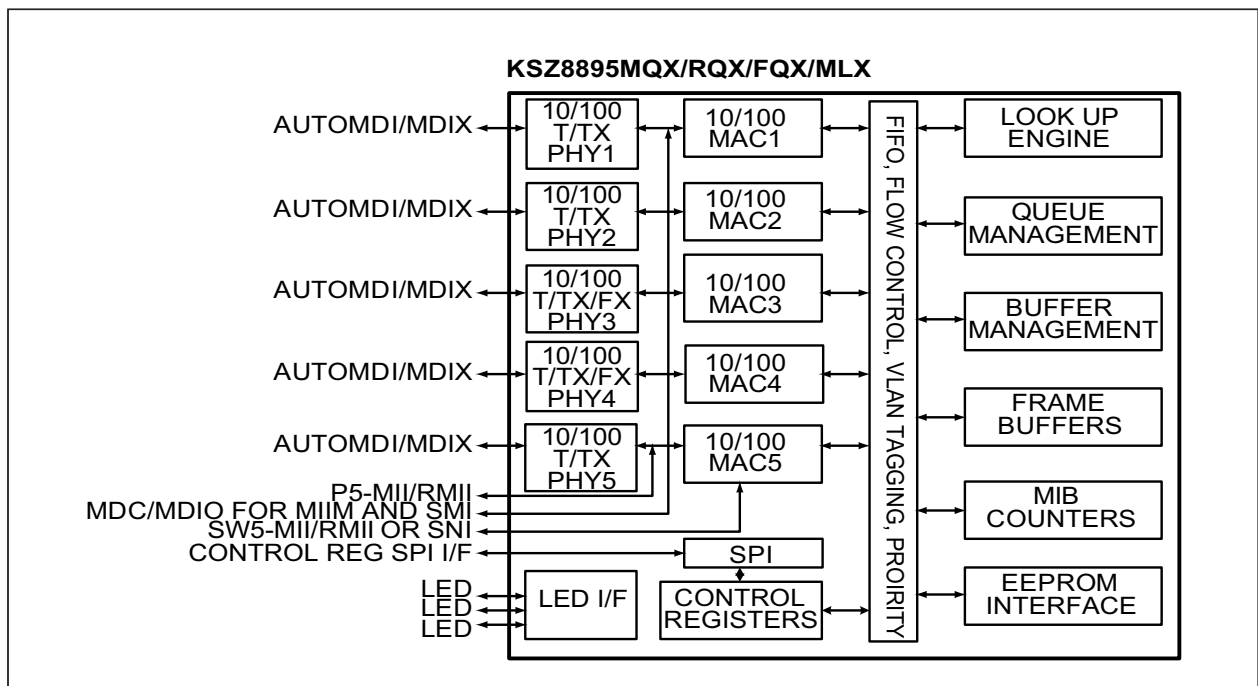 KSZ8895MQX/RQX/FQX/MLX
AUTOMDI/MDIX
10/100
T/TX
PHY1
10/100
MAC1
LOOK UP
ENGINE
AUTOMDI/MDIX
10/100
T/TX
PHY2
10/100
MAC2
QUEUE
MANAGEMENT
AUTOMDI/MDIX
10/100
T/TX/FX
PHY3
10/100
MAC3
BUFFER
MANAGEMENT
AUTOMDI/MDIX
10/100
T/TX/FX
PHY4
10/100
MAC4
FRAME
BUFFERS
AUTOMDI/MDIX
10/100
T/TX
PHY5
10/100
MAC5
MIB
COUNTERS
P5-MII/RMII
MDC/MDIO FOR MIIM AND SMI
SW5-MII/RMII OR SNI
CONTROL REG SPI I/F
SPI
LED
LED
LED
LED I/F
CONTROL
REGISTERS
EEPROM
INTERFACE
FIFO, FLOW CONTROL, VLAN TAGGING, PROIRITY